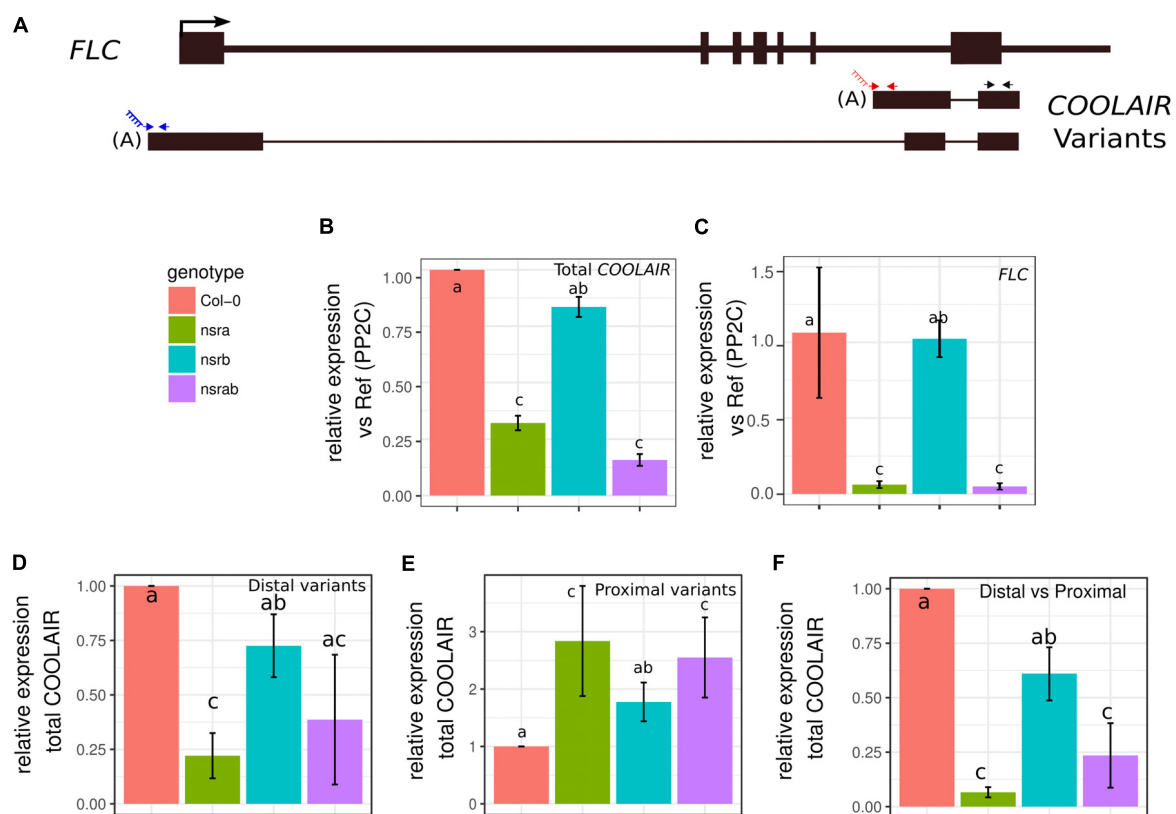 A
FLC
(A)
COOLAIR
Variants
(A)
genotype
Col-0
nsra
nsrb
nsrab
B
relative expression
vs Ref (PP2C)
1.00
0.75
0.50
0.25
0.00
Total COOLAIR
a
c
ab
c
C
relative expression
vs Ref (PP2C)
1.5
1.0
0.5
0.0
FLC
a
c
ab
c
D
relative expression
total COOLAIR
1.00
0.75
0.50
0.25
0.00
Distal variants
a
c
ab
ac
E
relative expression
total COOLAIR
3
2
1
0
Proximal variants
a
c
ab
c
F
relative expression
total COOLAIR
1.00
0.75
0.50
0.25
0.00
Distal vs Proximal
a
c
ab
c